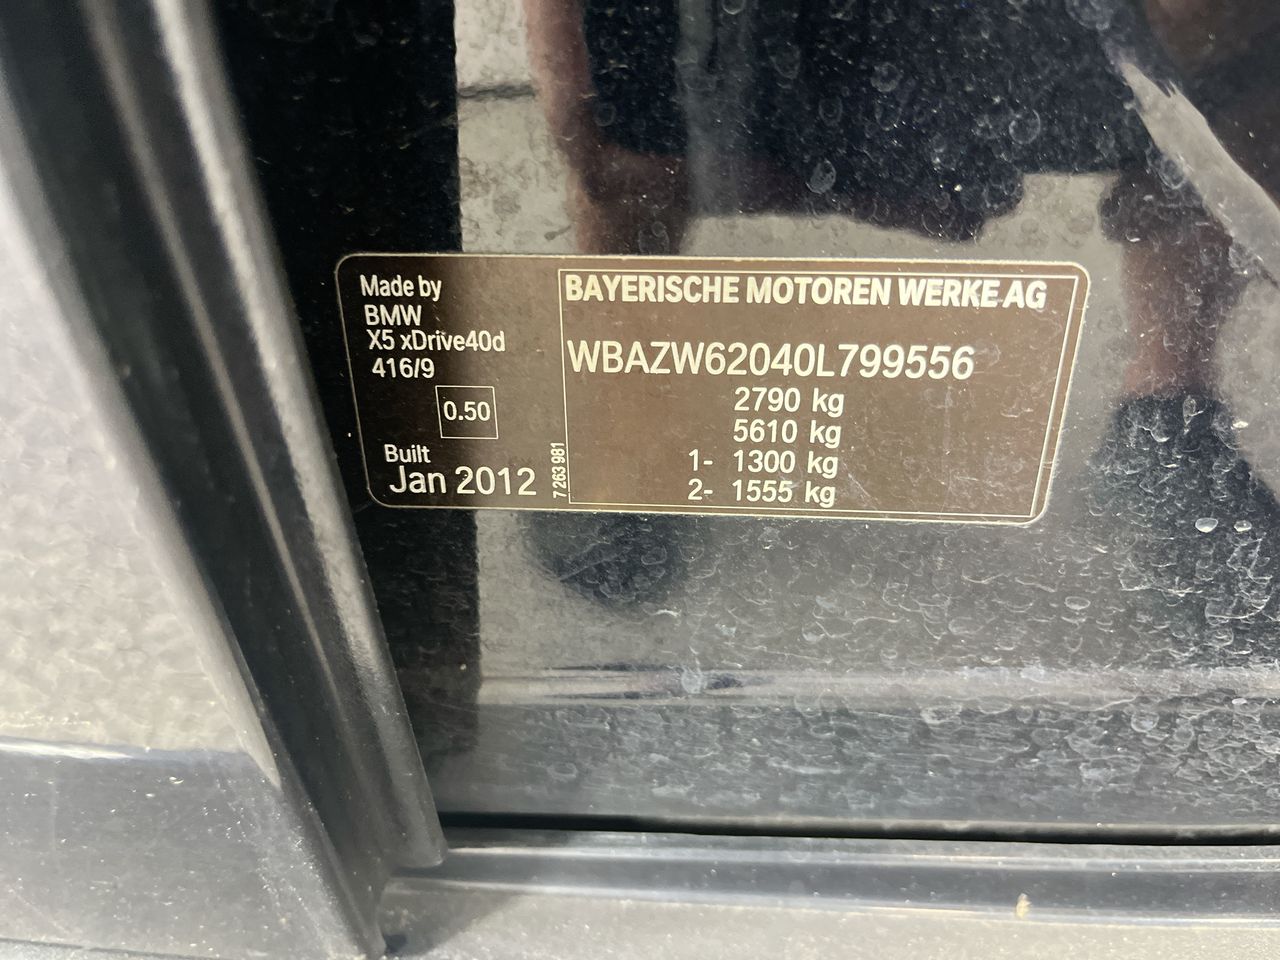 Made by
BMW
X5 xDrive40d
416/9
0.50
Built
Jan 2012
7 263 981
BAYERISCHE MOTOREN WERKE AG
WBAZW62040L799556
2790 kg
5610 kg
1- 1300 kg
2- 1555 kg